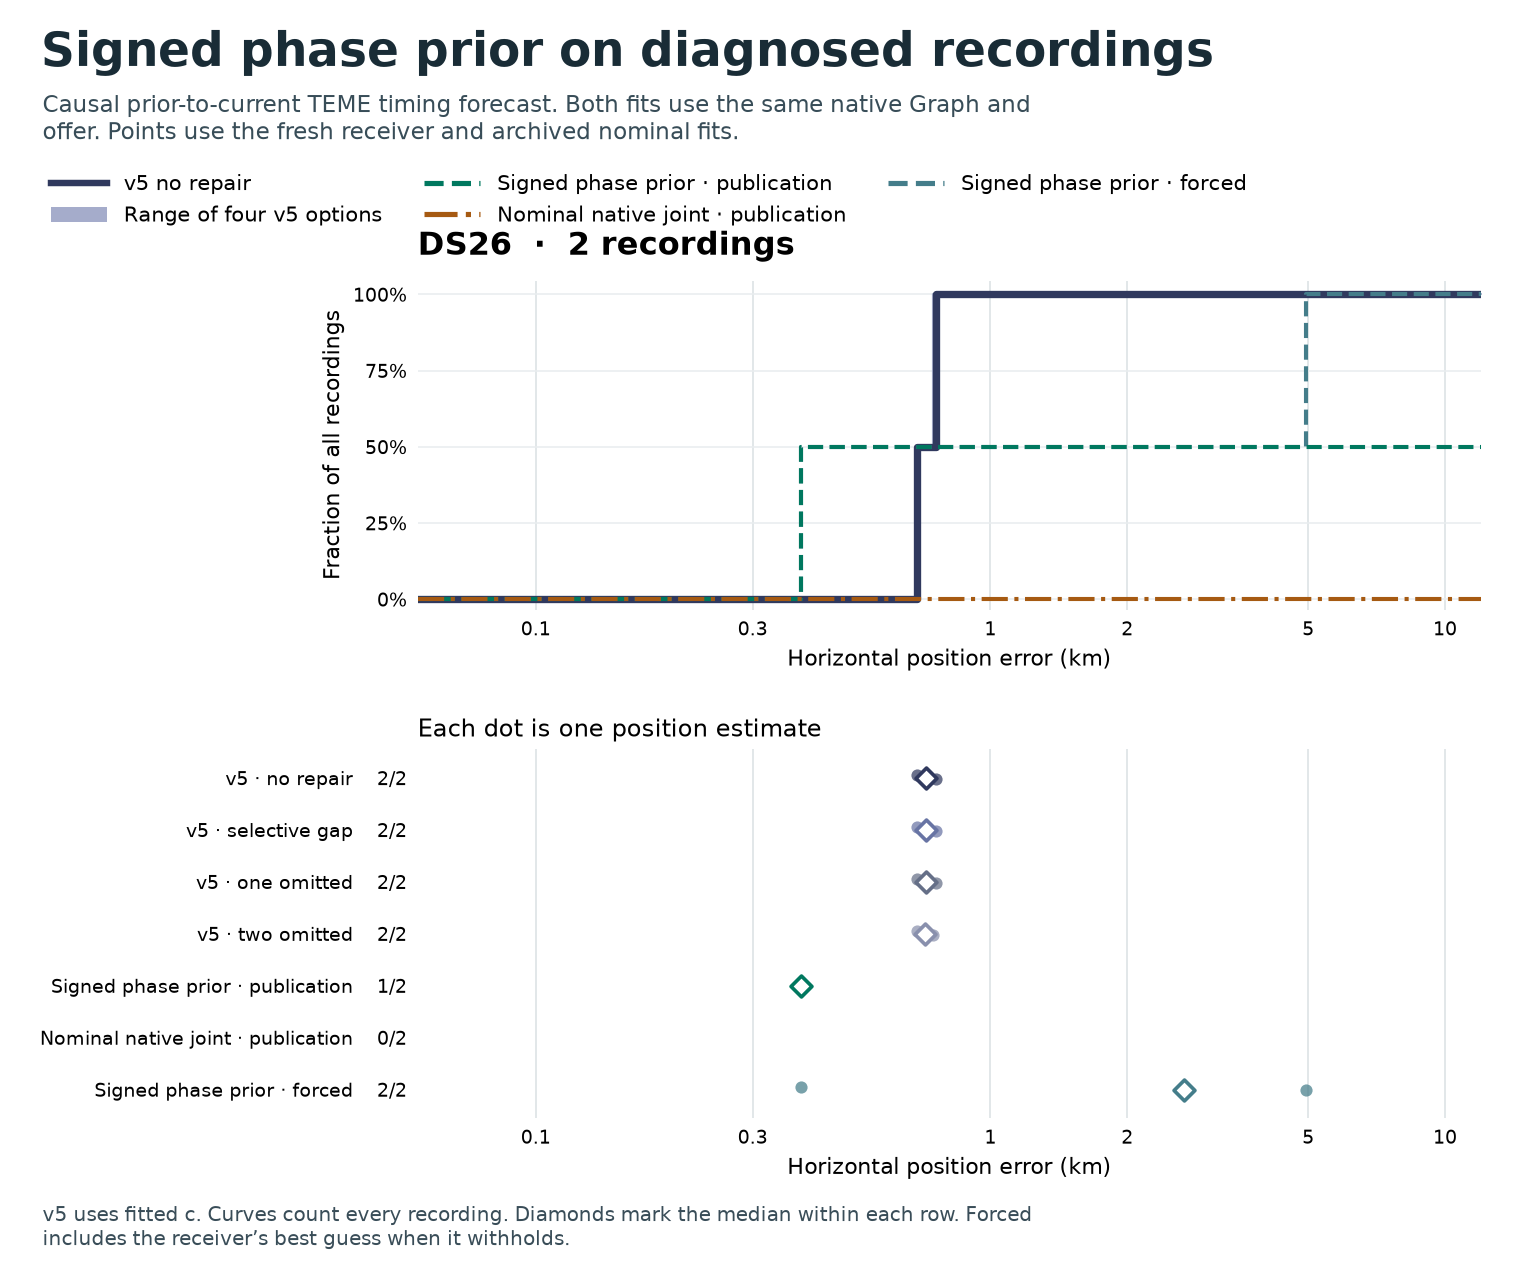 Signed phase prior on diagnosed recordings
Causal prior-to-current TEME timing forecast. Both fits use the same native Graph and
offer. Points use the fresh receiver and archived nominal fits.
v5 no repair
Signed phase prior · publication
Signed phase prior · forced
Range of four v5 options
Nominal native joint · publication
DS26 · 2 recordings
Fraction of all recordings
100%
75%
50%
25%
0%
0.1 0.3 1 2 5 10
Horizontal position error (km)
Each dot is one position estimate
v5 · no repair 2/2
v5 · selective gap 2/2
v5 · one omitted 2/2
v5 · two omitted 2/2
Signed phase prior · publication 1/2
Nominal native joint · publication 0/2
Signed phase prior · forced 2/2
0.1 0.3 1 2 5 10
Horizontal position error (km)
v5 uses fitted c. Curves count every recording. Diamonds mark the median within each row. Forced
includes the receiver’s best guess when it withholds.